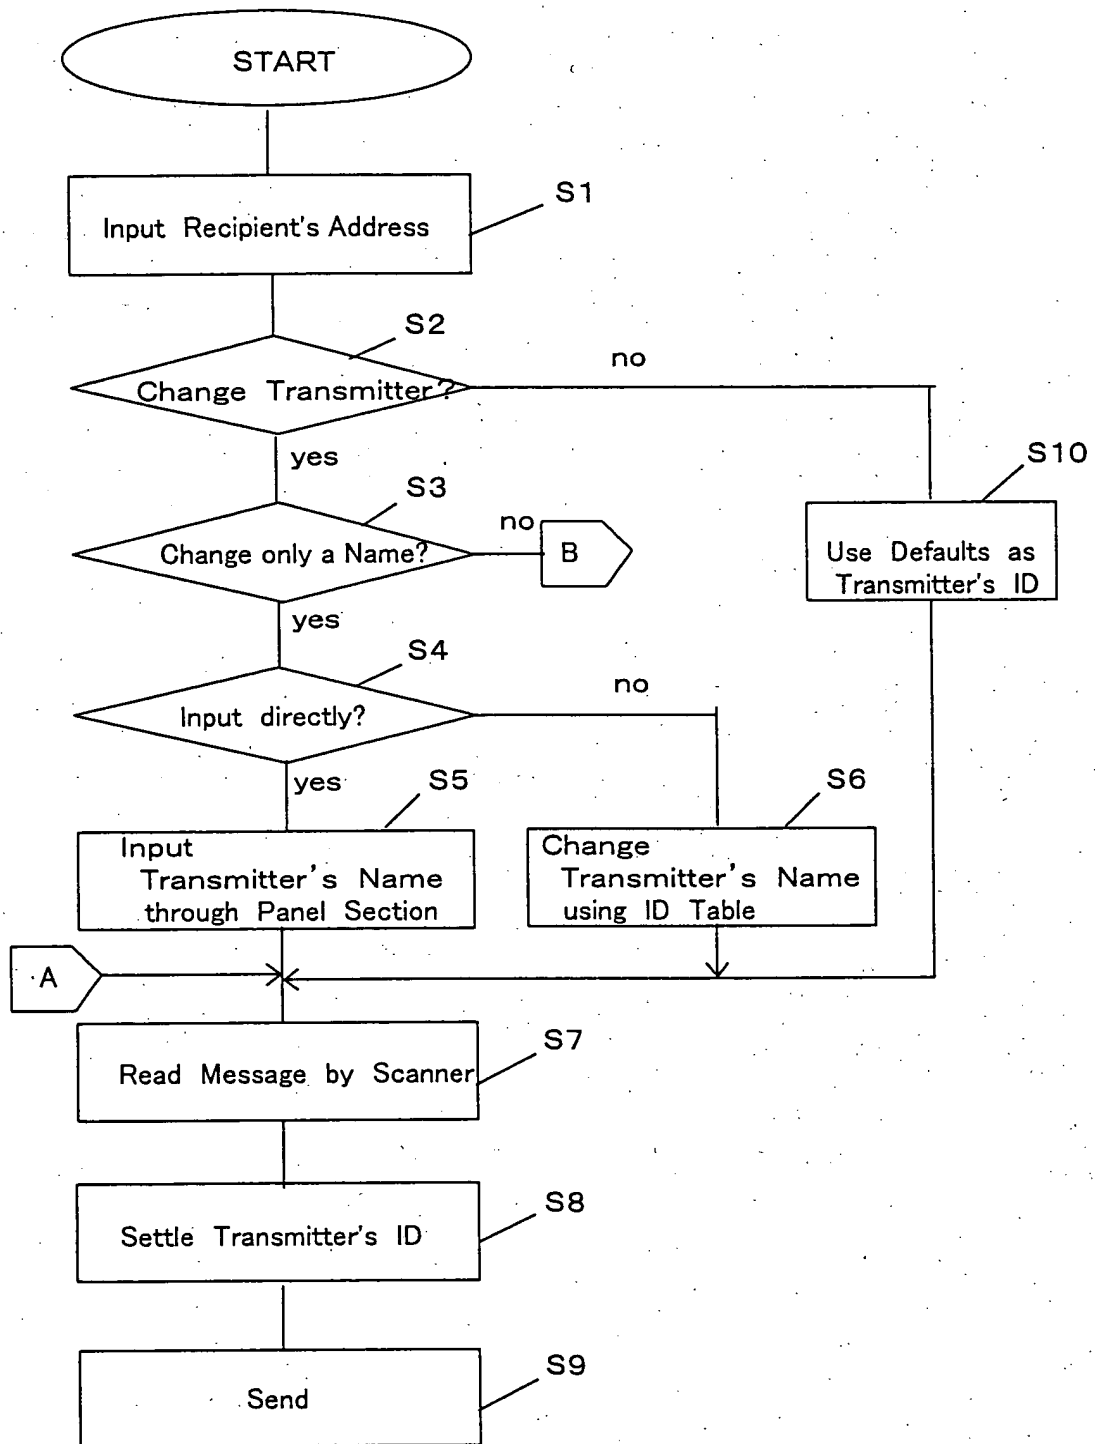 START
S1
Input Recipient's Address
S2
no
Change Transmitter?
yes
S10
S3
no
B
Change only a Name?
Use Defaults as
Transmitter's ID
yes
S4
no
Input directly?
yes
S5
S6
Input
Transmitter's Name
through Panel Section
Change
Transmitter's Name
using ID Table
A
S7
Read Message by Scanner
S8
Settle Transmitter's ID
S9
Send